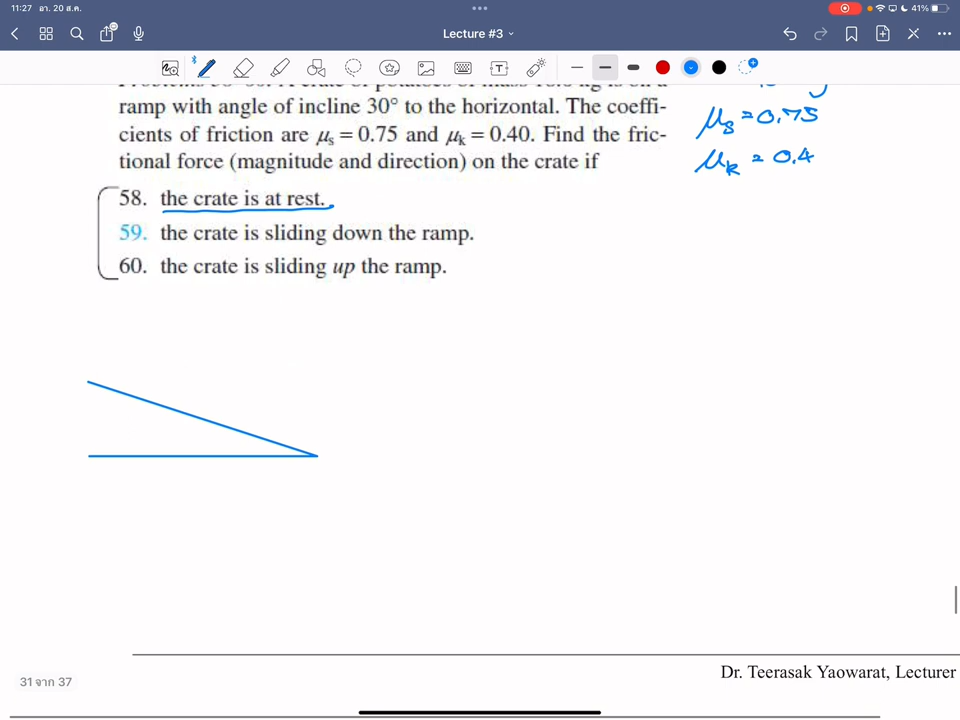 11:27 อา. 20 ส.ค.
41%
Lecture #3
ramp with angle of incline 30° to the horizontal. The coeffi-
cients of friction are μs = 0.75 and μk = 0.40. Find the fric-
tional force (magnitude and direction) on the crate if
μs = 0.75
μk = 0.4
58. the crate is at rest.
59. the crate is sliding down the ramp.
60. the crate is sliding up the ramp.
Dr. Teerasak Yaowarat, Lecturer
31 จาก 37